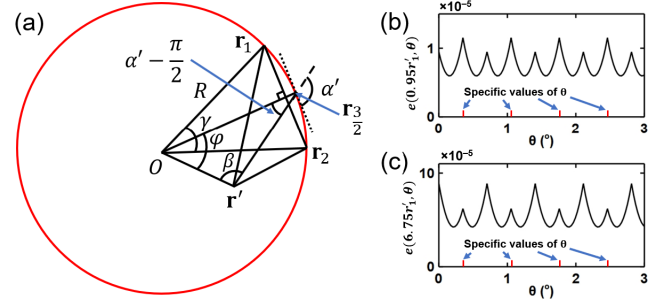 (a)
r₁
α′ − π/2
R
α′
r₃⁄₂
γ
φ
O
β
r₂
r′
(b)
×10⁻⁵
e(0.95r′₁, θ)
1
0
Specific values of θ
0 1 2 3
θ (°)
(c)
×10⁻⁵
e(6.75r′₁, θ)
10
5
0
Specific values of θ
0 1 2 3
θ (°)